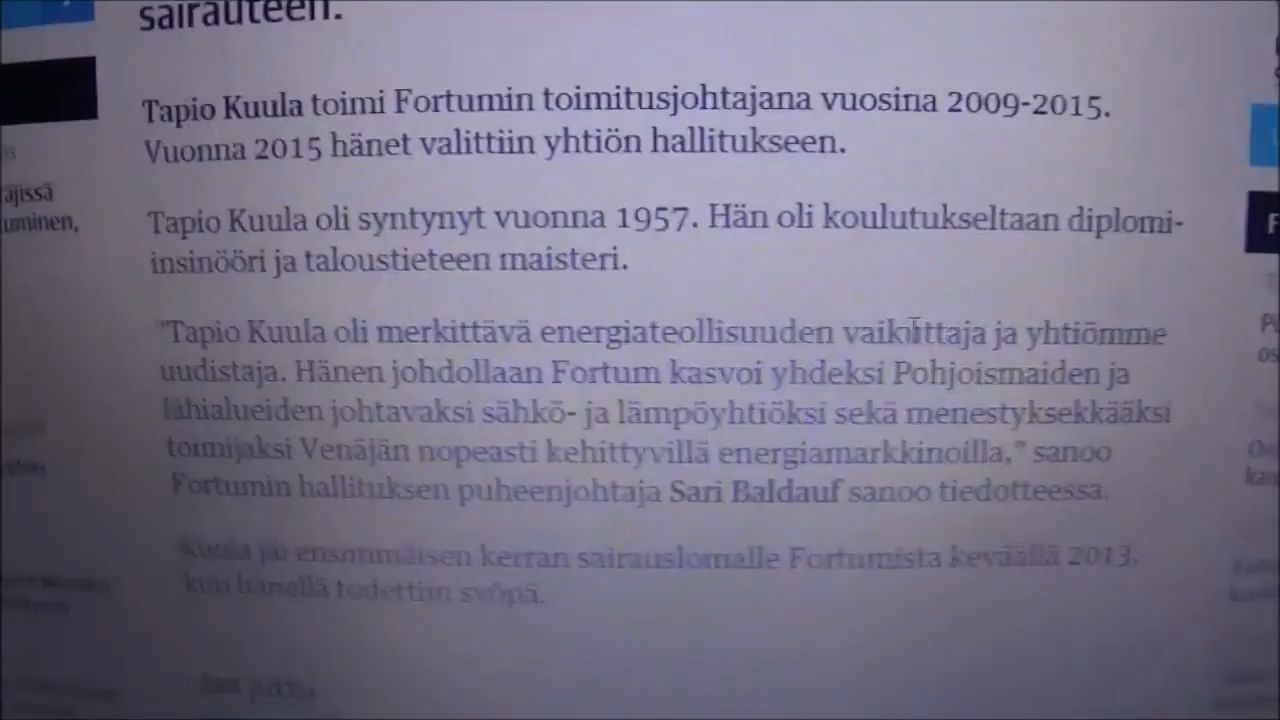 sairauteen.
Tapio Kuula toimi Fortumin toimitusjohtajana vuosina 2009-2015.
Vuonna 2015 hänet valittiin yhtiön hallitukseen.
Tapio Kuula oli syntynyt vuonna 1957. Hän oli koulutukseltaan diplomi-
insinööri ja taloustieteen maisteri.
"Tapio Kuula oli merkittävä energiateollisuuden vaikuttaja ja yhtiömme
uudistaja. Hänen johdollaan Fortum kasvoi yhdeksi Pohjoismaiden ja
lähialueiden johtavaksi sähkö- ja lämpöyhtiöksi sekä menestyksekkääksi
toimijaksi Venäjän nopeasti kehittyvillä energiamarkkinoilla," sanoo
Fortumin hallituksen puheenjohtaja Sari Baldauf sanoo tiedotteessa.
Kuula jäi ensimmäisen kerran sairauslomalle Fortumista keväällä 2013,
kun hänellä todettiin syöpä.
Jaa juttu